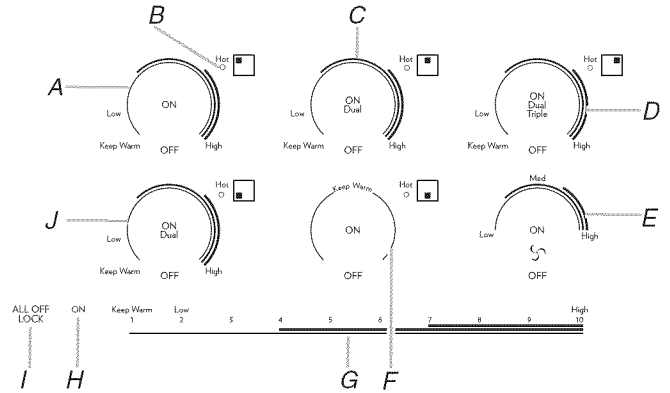 B
C
Hot
Hot
Hot
A
ON
ON
Dual
ON
Dual
Triple
D
Low
Low
Low
Keep Warm
OFF
High
Keep Warm
OFF
High
Keep Warm
OFF
High
Hot
Hot
Keep Warm
Med
J
ON
Dual
ON
ON
E
Low
Low
High
Keep Warm
OFF
High
OFF
OFF
ALL OFF
LOCK
ON
Keep Warm
Low
High
1 2 3 4 5 6 7 8 9 10
I
H
G
F